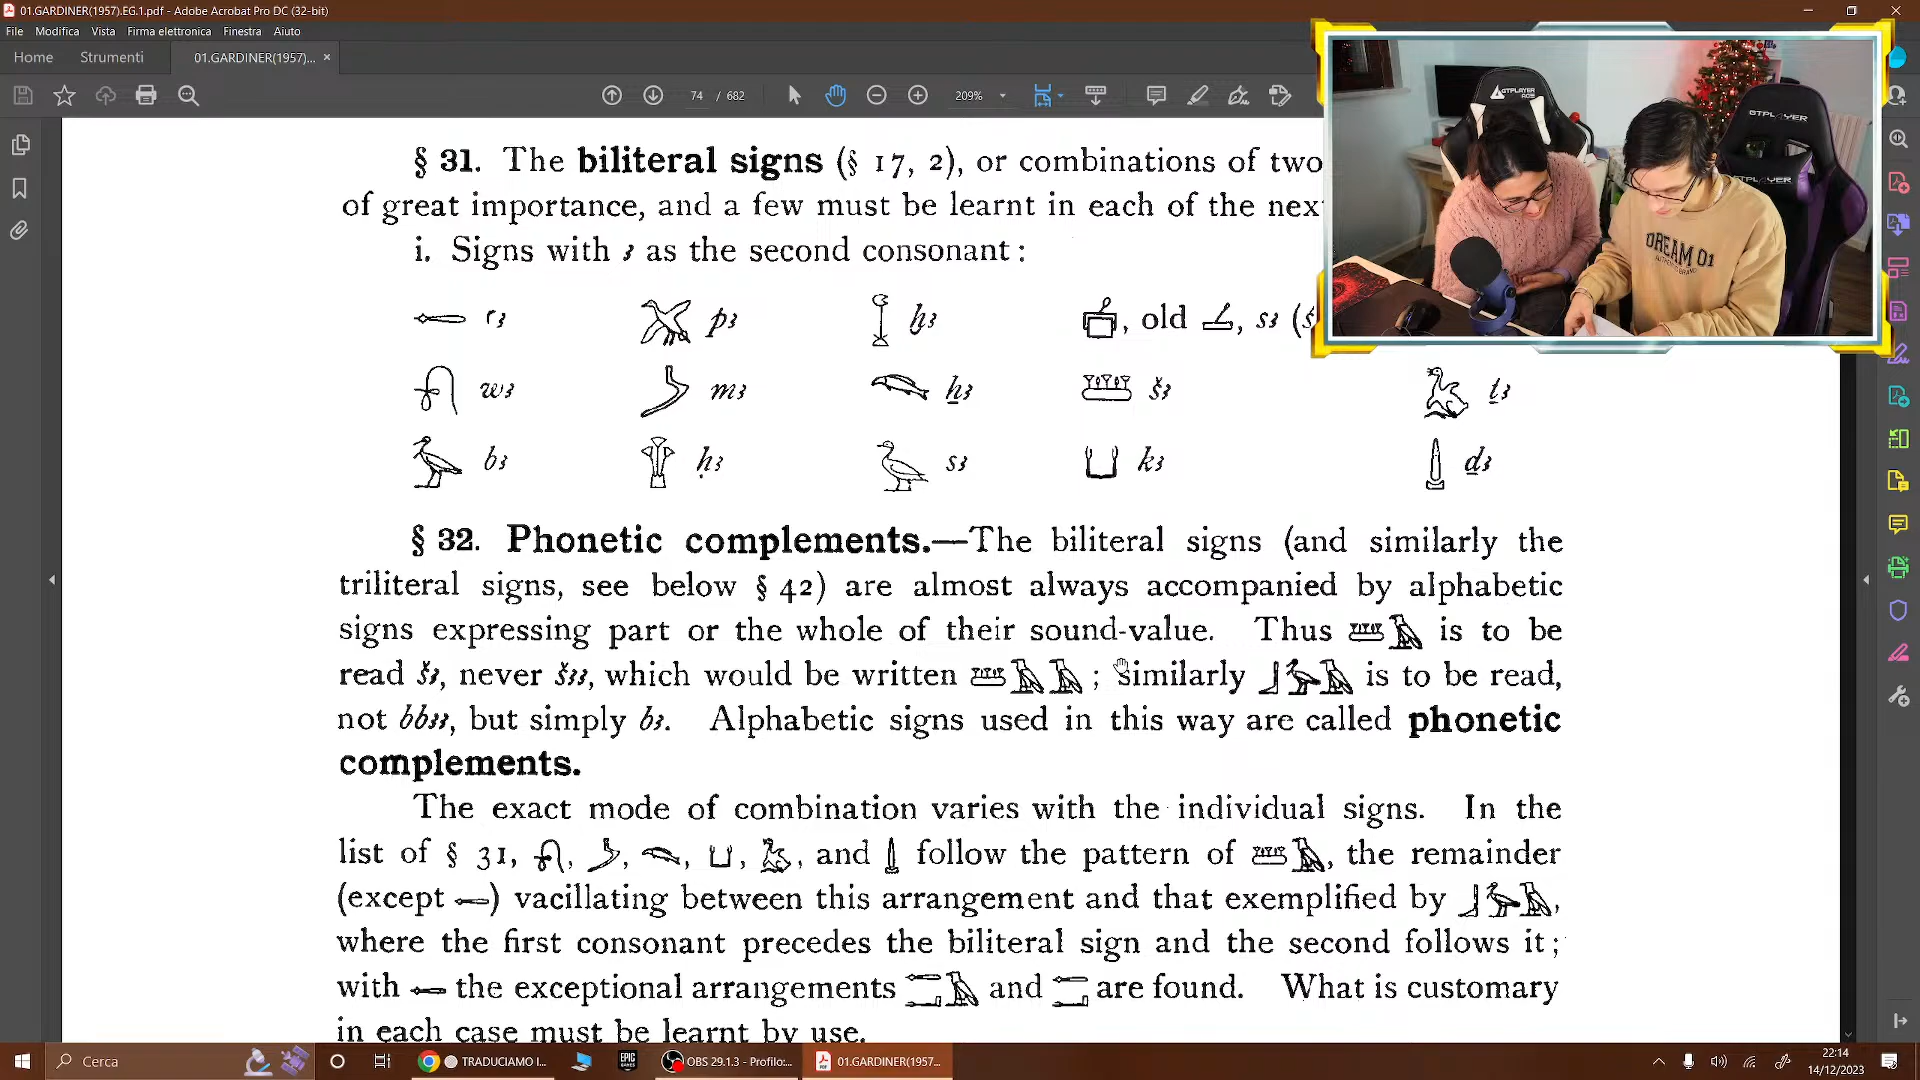 01.GARDINER(1957).EG.1.pdf - Adobe Acrobat Pro DC (32-bit)
File Modifica Vista Firma elettronica Finestra Aiuto
Home Strumenti 01.GARDINER(1957)... ×
74 / 682 209%
§ 31. The biliteral signs (§ 17, 2), or combinations of two
of great importance, and a few must be learnt in each of the nex
i. Signs with ꜣ as the second consonant :
ꜥꜣ pꜣ ḫꜣ , old , sꜣ (
wꜣ mꜣ ẖꜣ šꜣ ṯꜣ
bꜣ ḥꜣ sꜣ kꜣ ḏꜣ
§ 32. Phonetic complements.—The biliteral signs (and similarly the
triliteral signs, see below § 42) are almost always accompanied by alphabetic
signs expressing part or the whole of their sound-value. Thus is to be
read šꜣ, never šꜣꜣ, which would be written ; similarly is to be read,
not bbꜣꜣ, but simply bꜣ. Alphabetic signs used in this way are called phonetic
complements.
The exact mode of combination varies with the individual signs. In the
list of § 31, , , , , , and follow the pattern of , the remainder
(except ) vacillating between this arrangement and that exemplified by ,
where the first consonant precedes the biliteral sign and the second follows it ;
with the exceptional arrangements and are found. What is customary
in each case must be learnt by use.
GTPLAYER
GTPLAYER
GTPLAYER
DREAM 01
Cerca
TRADUCIAMO I...
EPIC GAMES
OBS 29.1.3 - Profilo:...
01.GARDINER(1957...
22:14
14/12/2023